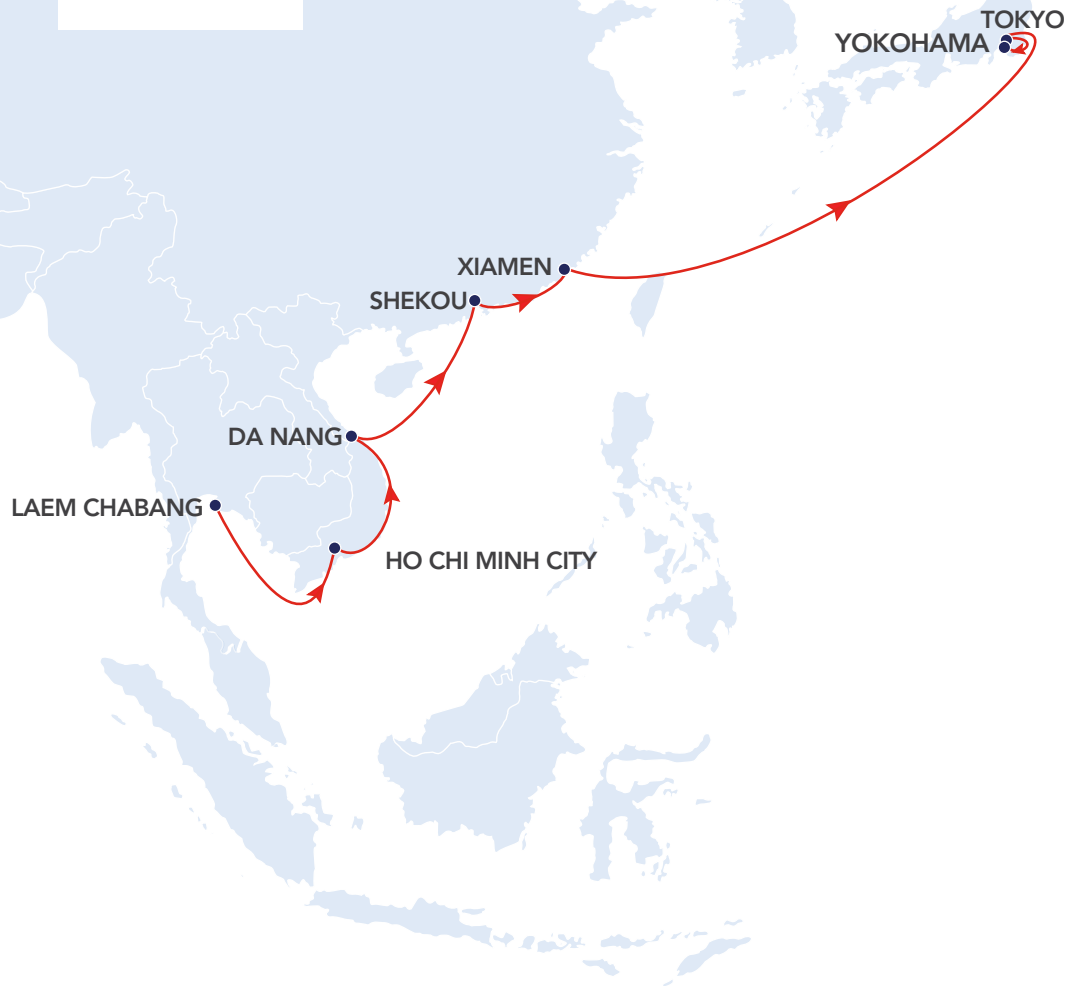 TOKYO
YOKOHAMA
XIAMEN
SHEKOU
DA NANG
LAEM CHABANG
HO CHI MINH CITY